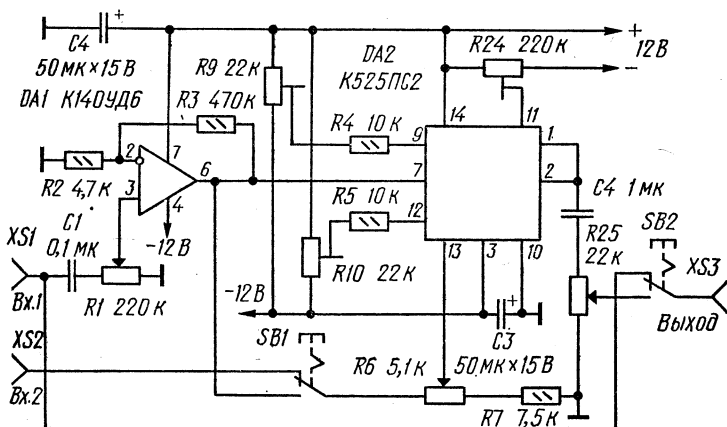 +
C4
50 мк×15 В
DA1 К140УД6
R9 22к
DA2
К525ПС2
R24 220к
+
12В
-
R3 470к
R4 10к
14
11
9
1
2
7
6
7
2
R2 4,7к
3
4
-12В
R5 10к
12
C4 1мк
13
3
10
R25
22к
SB2
XS1
C1
0,1мк
Вх.1
R1 220к
R10 22к
XS3
-12В
+
C3
Выход
XS2
SB1
Вх.2
R6 5,1к
50мк×15В
R7 7,5к